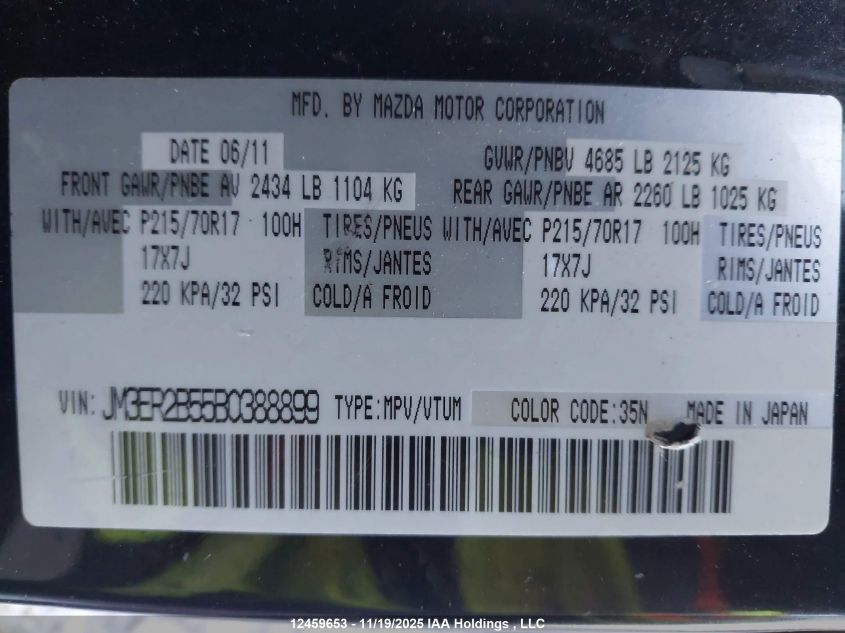 MFD. BY MAZDA MOTOR CORPORATION
DATE 06/11 GVWR/PNBV 4685 LB 2125 KG
FRONT GAWR/PNBE AV 2434 LB 1104 KG REAR GAWR/PNBE AR 2260 LB 1025 KG
WITH/AVEC P215/70R17 100H TIRES/PNEUS WITH/AVEC P215/70R17 100H TIRES/PNEUS
17X7J RIMS/JANTES 17X7J RIMS/JANTES
220 KPA/32 PSI COLD/A FROID 220 KPA/32 PSI COLD/A FROID
VIN: JM3ER2B55B0388899 TYPE:MPV/VTUM COLOR CODE:35N MADE IN JAPAN
12459653 - 11/19/2025 IAA Holdings , LLC